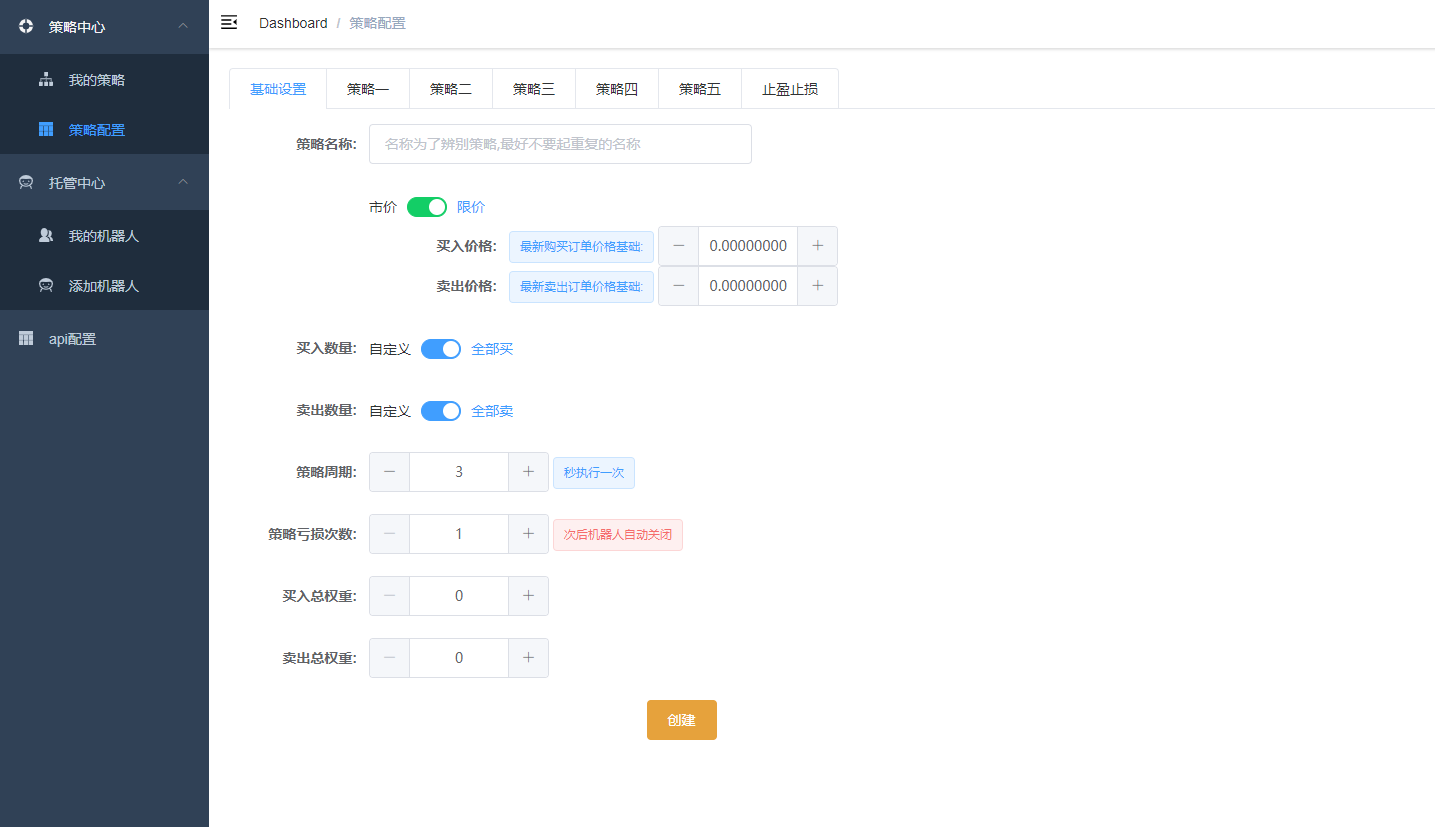 策略中心
我的策略
策略配置
托管中心
我的机器人
添加机器人
api配置
Dashboard / 策略配置
基础设置 策略一 策略二 策略三 策略四 策略五 止盈止损
策略名称: 名称为了辨别策略,最好不要起重复的名称
市价 限价
买入价格: 最新购买订单价格基础: 0.00000000
卖出价格: 最新卖出订单价格基础: 0.00000000
买入数量: 自定义 全部买
卖出数量: 自定义 全部卖
策略周期: 3 秒执行一次
策略亏损次数: 1 次后机器人自动关闭
买入总权重: 0
卖出总权重: 0
创建